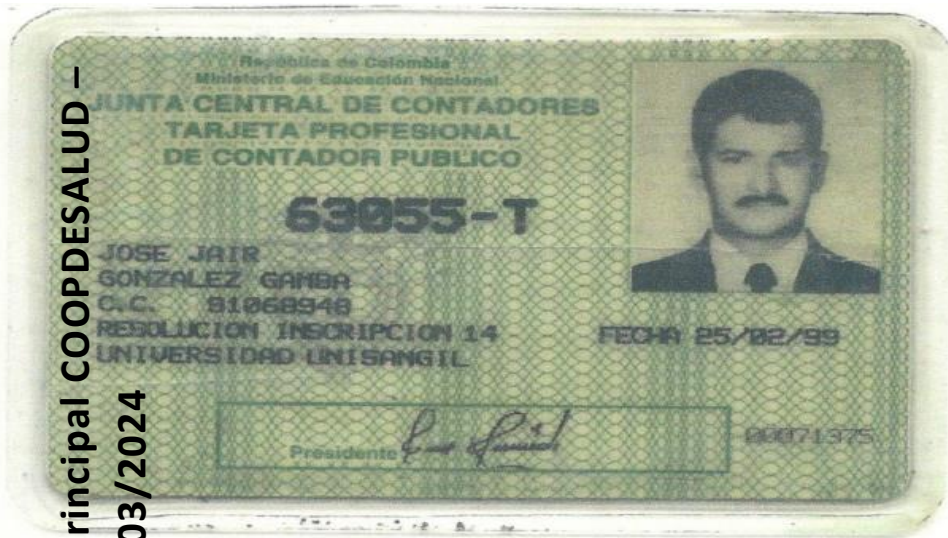 República de Colombia
Ministerio de Educación Nacional
JUNTA CENTRAL DE CONTADORES
TARJETA PROFESIONAL
DE CONTADOR PUBLICO
63055-T
JOSE JAIR
GONZALEZ GAMBA
C.C. 91068948
RESOLUCION INSCRIPCION 14
FECHA 25/02/99
UNIVERSIDAD UNISANGIL
Presidente
00071375
rincipal COOPDESALUD –
03/2024